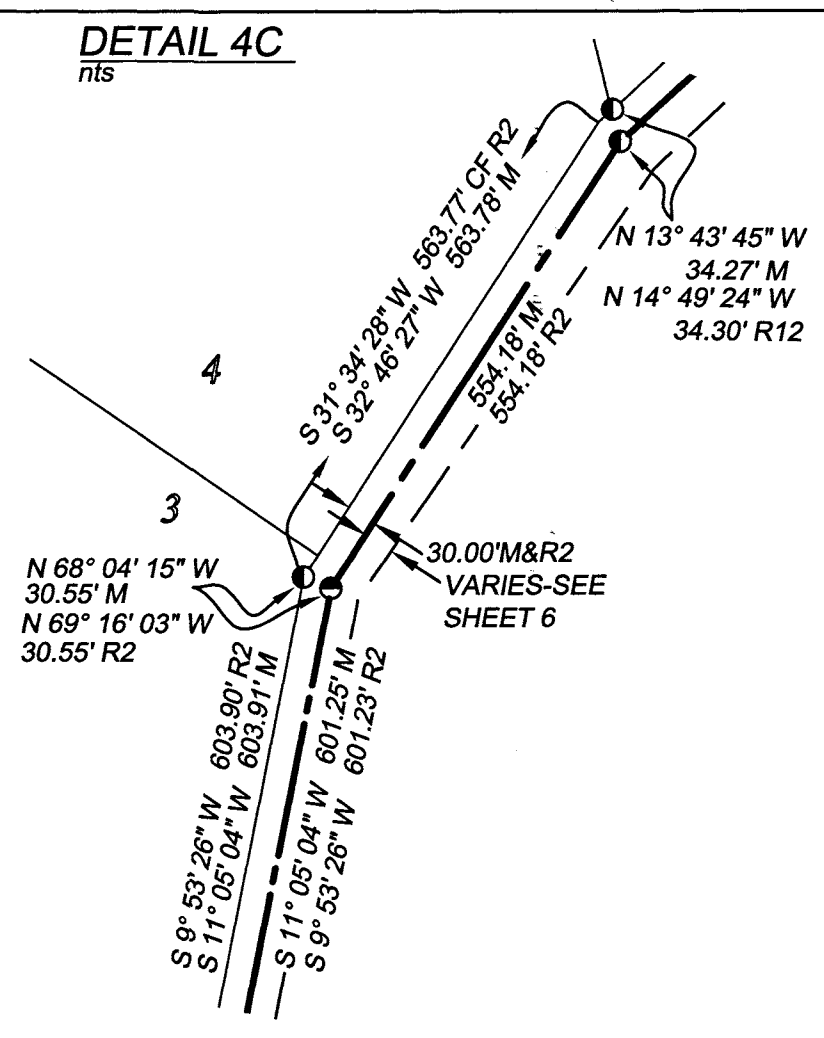 DETAIL 4C
nts
S 31° 34' 28" W 563.77' CF R2
S 32° 46' 27" W 563.78' M
N 13° 43' 45" W
34.27' M
N 14° 49' 24" W
34.30' R12
554.18' M
554.18' R2
4
3
30.00'M&R2
VARIES-SEE
SHEET 6
N 68° 04' 15" W
30.55' M
N 69° 16' 03" W
30.55' R2
S 9° 53' 26" W 603.90' R2
S 11° 05' 04" W 603.91' M
S 11° 05' 04" W 601.25' M
S 9° 53' 26" W 601.23' R2